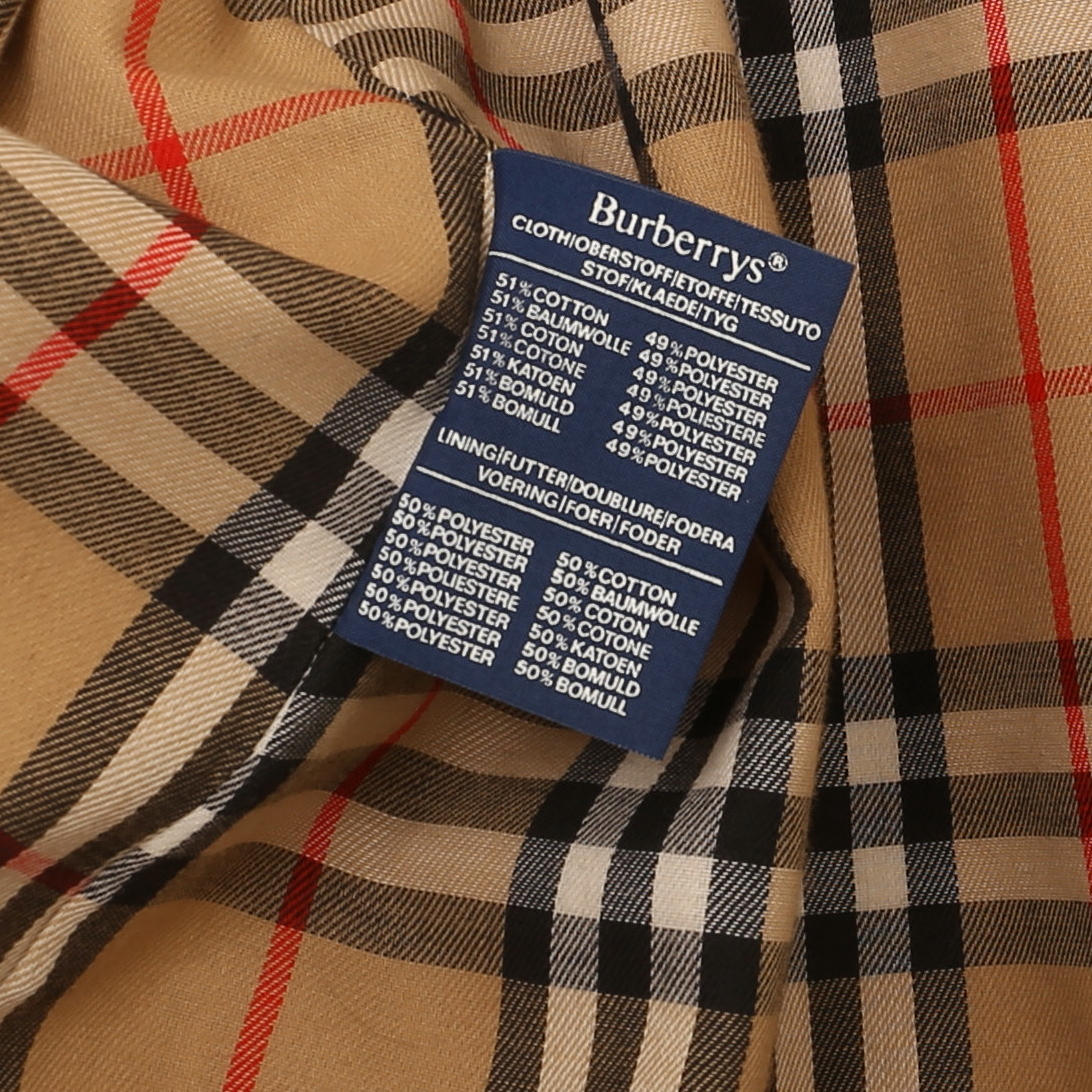 Burberrys®
CLOTH/OBERSTOFF/ETOFFE/TESSUTO
STOF/KLAEDE/TYG
51% COTTON 49% POLYESTER
51% BAUMWOLLE 49% POLYESTER
51% COTON 49% POLYESTER
51% COTONE 49% POLIESTERE
51% KATOEN 49% POLYESTER
51% BOMULD 49% POLYESTER
51% BOMULL 49% POLYESTER
LINING/FUTTER/DOUBLURE/FODERA
VOERING/FOER/FODER
50% POLYESTER 50% COTTON
50% POLYESTER 50% BAUMWOLLE
50% POLYESTER 50% COTON
50% POLIESTERE 50% COTONE
50% POLYESTER 50% KATOEN
50% POLYESTER 50% BOMULD
50% POLYESTER 50% BOMULL